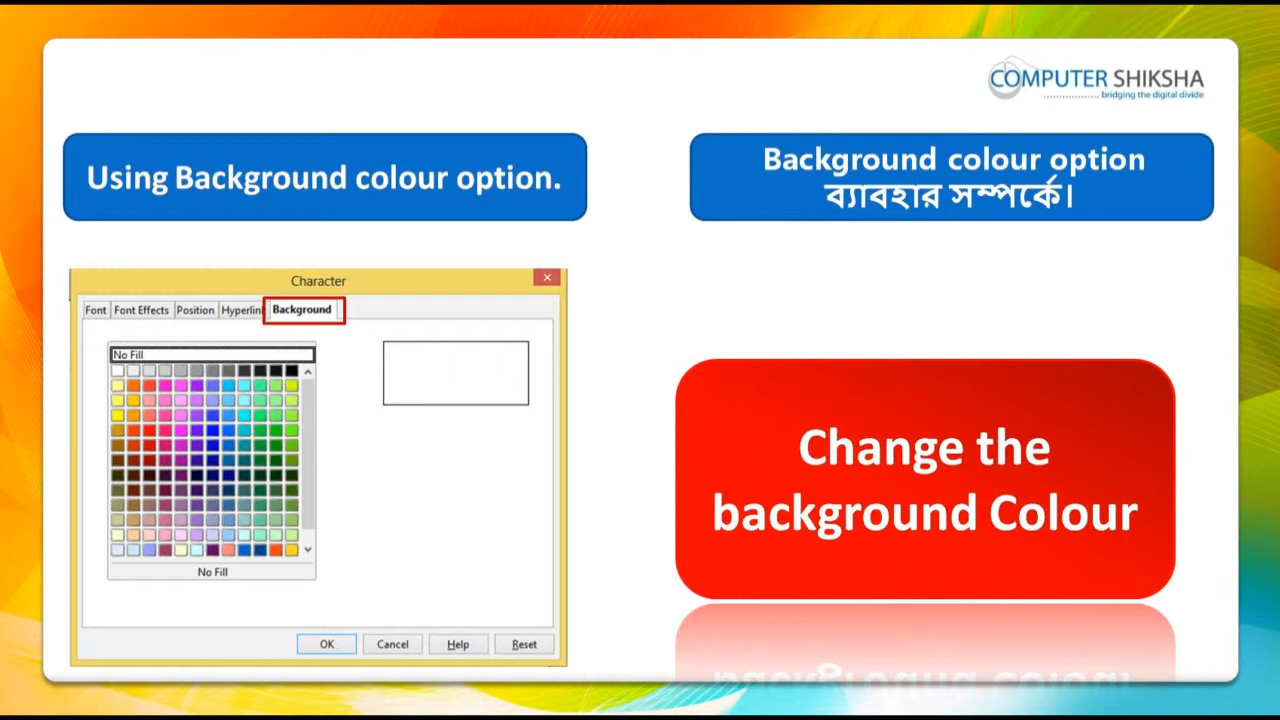 COMPUTER SHIKSHA
bridging the digital divide
Using Background colour option.
Background colour option
ব্যাবহার সম্পর্কে।
Character
Font
Font Effects
Position
Hyperlin
Background
No Fill
No Fill
OK
Cancel
Help
Reset
Change the
background Colour